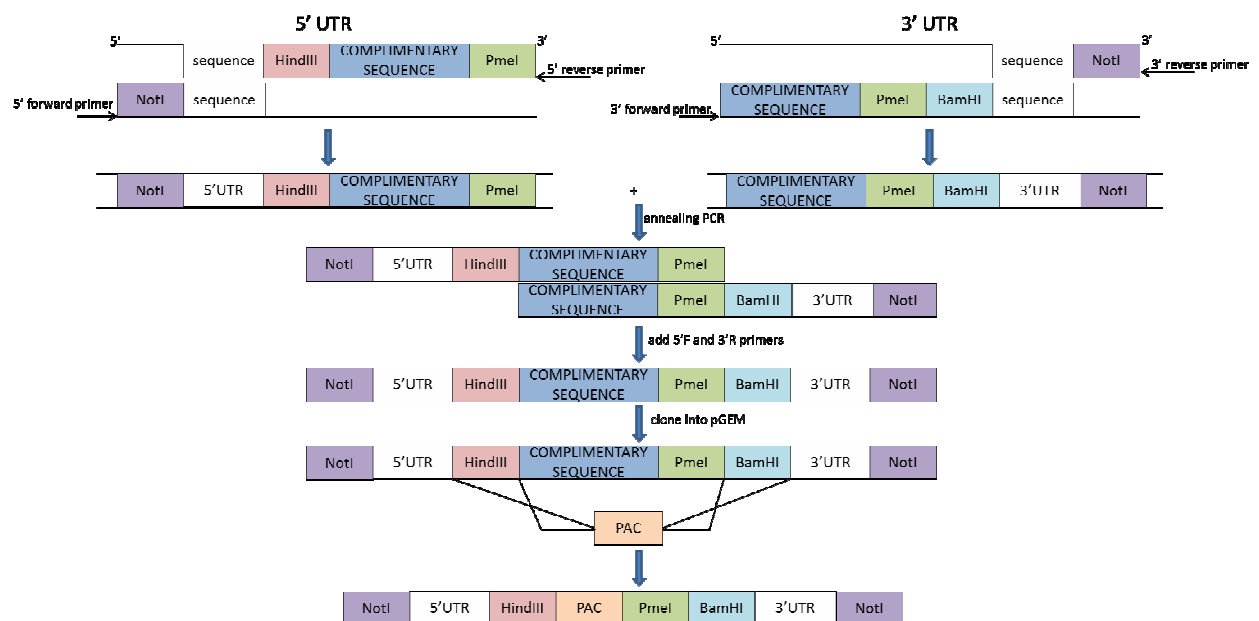 5’ UTR
3’ UTR
5’
3’
sequence
HindIII
COMPLIMENTARY
SEQUENCE
PmeI
5’ reverse primer
5’ forward primer
NotI
sequence
5’
3’
sequence
NotI
3’ reverse primer
3’ forward primer
COMPLIMENTARY
SEQUENCE
PmeI
BamHI
sequence
NotI
5’UTR
HindIII
COMPLIMENTARY
SEQUENCE
PmeI
+
COMPLIMENTARY
SEQUENCE
PmeI
BamHI
3’UTR
NotI
annealing PCR
NotI
5’UTR
HindIII
COMPLIMENTARY
SEQUENCE
PmeI
COMPLIMENTARY
SEQUENCE
PmeI
BamHI
3’UTR
NotI
add 5’F and 3’R primers
NotI
5’UTR
HindIII
COMPLIMENTARY
SEQUENCE
PmeI
BamHI
3’UTR
NotI
clone into pGEM
NotI
5’UTR
HindIII
COMPLIMENTARY
SEQUENCE
PmeI
BamHI
3’UTR
NotI
PAC
NotI
5’UTR
HindIII
PAC
PmeI
BamHI
3’UTR
NotI